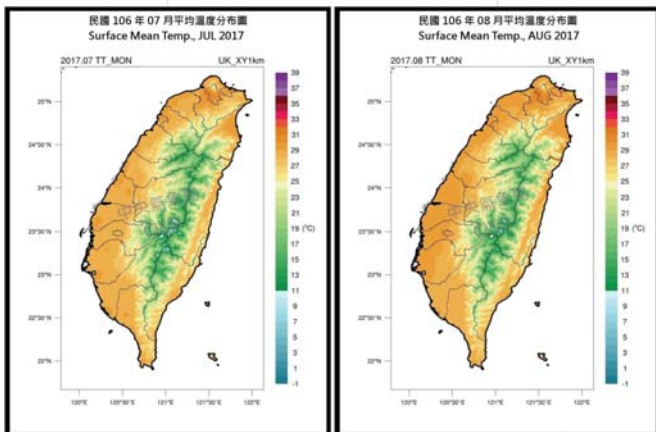 民國 106 年 07 月平均溫度分布圖
Surface Mean Temp., JUL 2017
2017.07 TT_MON
UK_XY1km
25°N
24°30'N
24°N
23°30'N
23°N
22°30'N
22°N
120°E
120°30'E
121°E
121°30'E
122°E
39
37
35
33
31
29
27
25
23
21
19 (°C)
17
15
13
11
9
7
5
3
1
-1
民國 106 年 08 月平均溫度分布圖
Surface Mean Temp., AUG 2017
2017.08 TT_MON
UK_XY1km
25°N
24°30'N
24°N
23°30'N
23°N
22°30'N
22°N
120°E
120°30'E
121°E
121°30'E
122°E
39
37
35
33
31
29
27
25
23
21
19 (°C)
17
15
13
11
9
7
5
3
1
-1